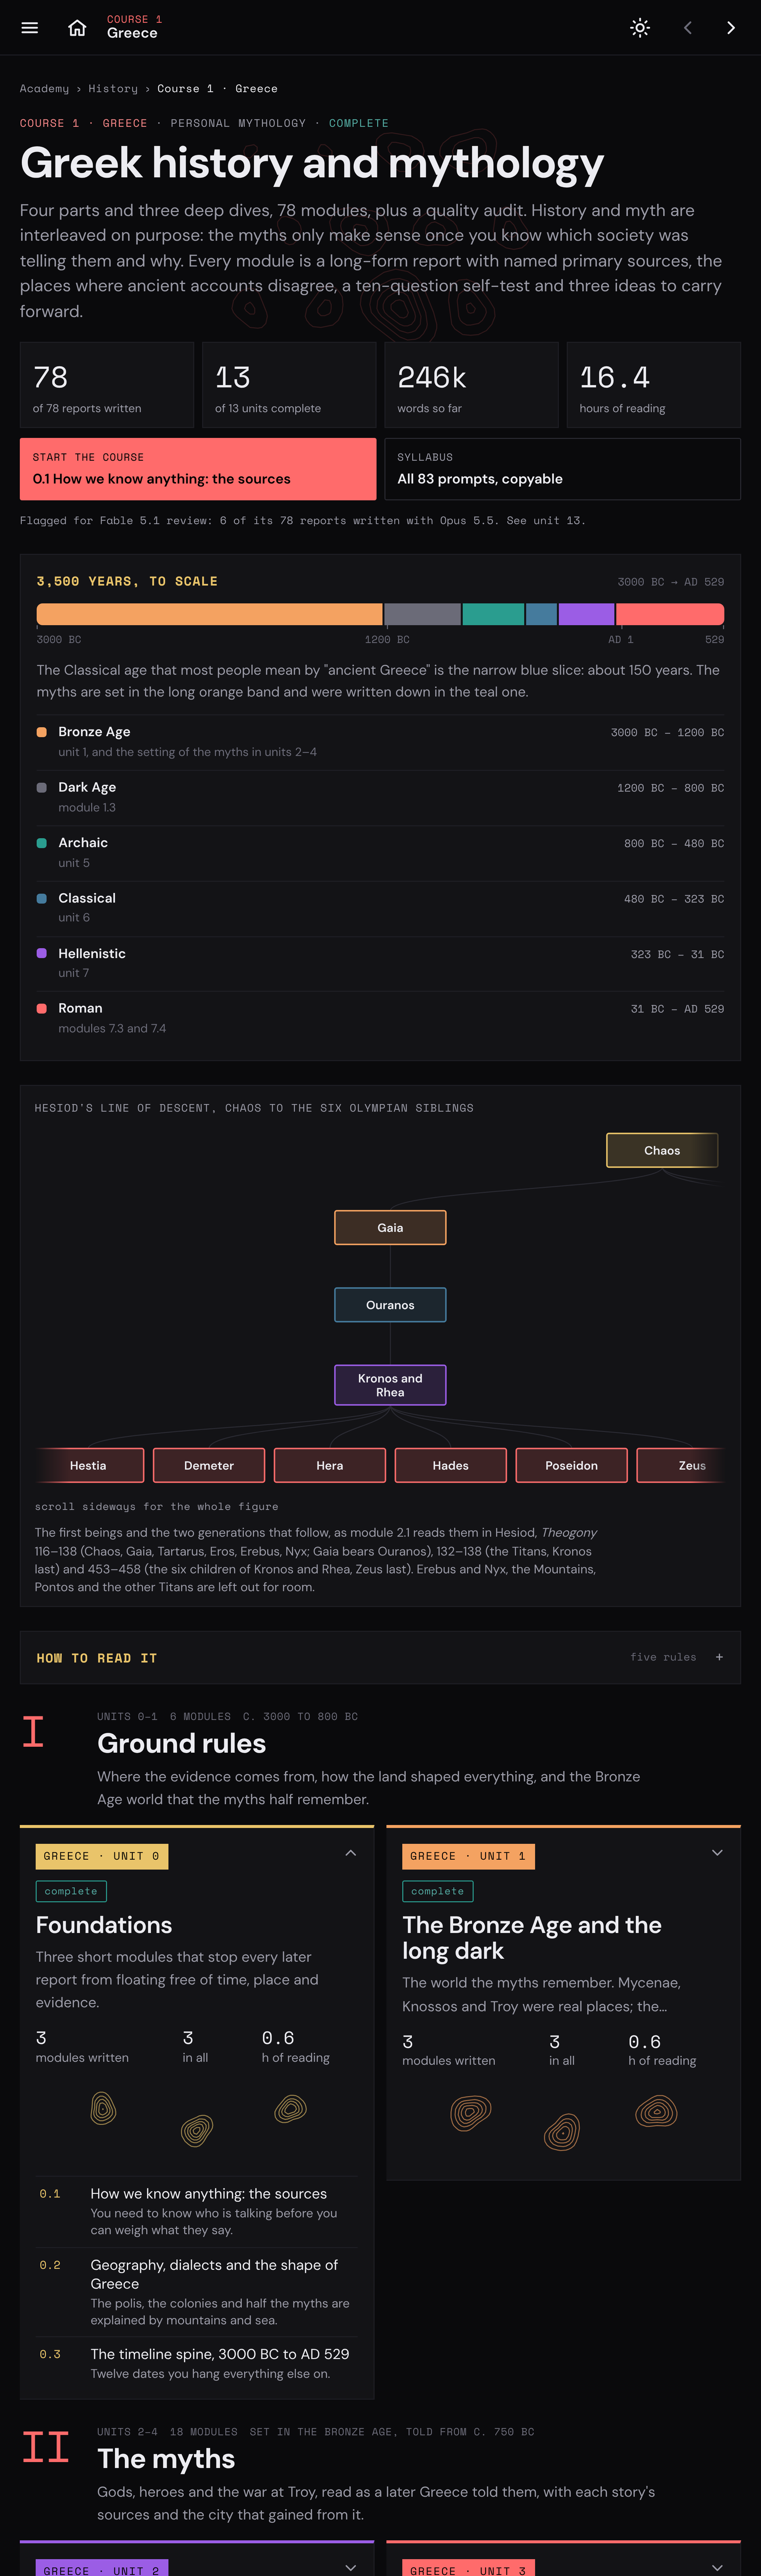 COURSE 1
Greece
Academy › History › Course 1 · Greece
COURSE 1 · GREECE · PERSONAL MYTHOLOGY · COMPLETE
Greek history and mythology
Four parts and three deep dives, 78 modules, plus a quality audit. History and myth are
interleaved on purpose: the myths only make sense once you know which society was
telling them and why. Every module is a long-form report with named primary sources, the
places where ancient accounts disagree, a ten-question self-test and three ideas to carry
forward.
78
of 78 reports written
13
of 13 units complete
246k
words so far
16.4
hours of reading
START THE COURSE
0.1 How we know anything: the sources
SYLLABUS
All 83 prompts, copyable
Flagged for Fable 5.1 review: 6 of its 78 reports written with Opus 5.5. See unit 13.
3,500 YEARS, TO SCALE
3000 BC → AD 529
3000 BC
1200 BC
AD 1
529
The Classical age that most people mean by "ancient Greece" is the narrow blue slice: about 150 years. The
myths are set in the long orange band and were written down in the teal one.
Bronze Age
3000 BC – 1200 BC
unit 1, and the setting of the myths in units 2–4
Dark Age
1200 BC – 800 BC
module 1.3
Archaic
800 BC – 480 BC
unit 5
Classical
480 BC – 323 BC
unit 6
Hellenistic
323 BC – 31 BC
unit 7
Roman
31 BC – AD 529
modules 7.3 and 7.4
HESIOD'S LINE OF DESCENT, CHAOS TO THE SIX OLYMPIAN SIBLINGS
Chaos
Gaia
Ouranos
Kronos and
Rhea
Hestia
Demeter
Hera
Hades
Poseidon
Zeus
scroll sideways for the whole figure
The first beings and the two generations that follow, as module 2.1 reads them in Hesiod, Theogony
116–138 (Chaos, Gaia, Tartarus, Eros, Erebus, Nyx; Gaia bears Ouranos), 132–138 (the Titans, Kronos
last) and 453–458 (the six children of Kronos and Rhea, Zeus last). Erebus and Nyx, the Mountains,
Pontos and the other Titans are left out for room.
HOW TO READ IT
five rules +
I
UNITS 0–1 6 MODULES C. 3000 TO 800 BC
Ground rules
Where the evidence comes from, how the land shaped everything, and the Bronze
Age world that the myths half remember.
GREECE · UNIT 0
complete
Foundations
Three short modules that stop every later
report from floating free of time, place and
evidence.
3
modules written
3
in all
0.6
h of reading
0.1
How we know anything: the sources
You need to know who is talking before you
can weigh what they say.
0.2
Geography, dialects and the shape of
Greece
The polis, the colonies and half the myths are
explained by mountains and sea.
0.3
The timeline spine, 3000 BC to AD 529
Twelve dates you hang everything else on.
GREECE · UNIT 1
complete
The Bronze Age and the
long dark
The world the myths remember. Mycenae,
Knossos and Troy were real places; the…
3
modules written
3
in all
0.6
h of reading
II
UNITS 2–4 18 MODULES SET IN THE BRONZE AGE, TOLD FROM C. 750 BC
The myths
Gods, heroes and the war at Troy, read as a later Greece told them, with each story's
sources and the city that gained from it.
GREECE · UNIT 2
GREECE · UNIT 3